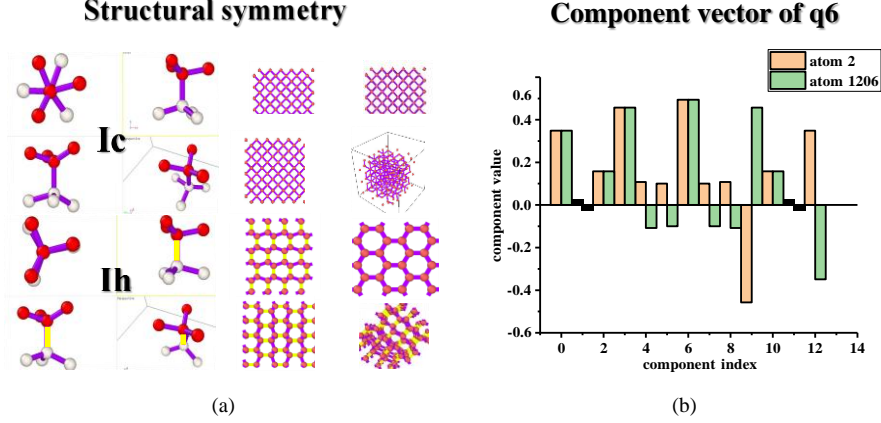 Structural symmetry
Component vector of q6
Ic
Ih
(a)
atom 2
atom 1206
component value
0.6
0.4
0.2
0.0
-0.2
-0.4
-0.6
0 2 4 6 8 10 12 14
component index
(b)